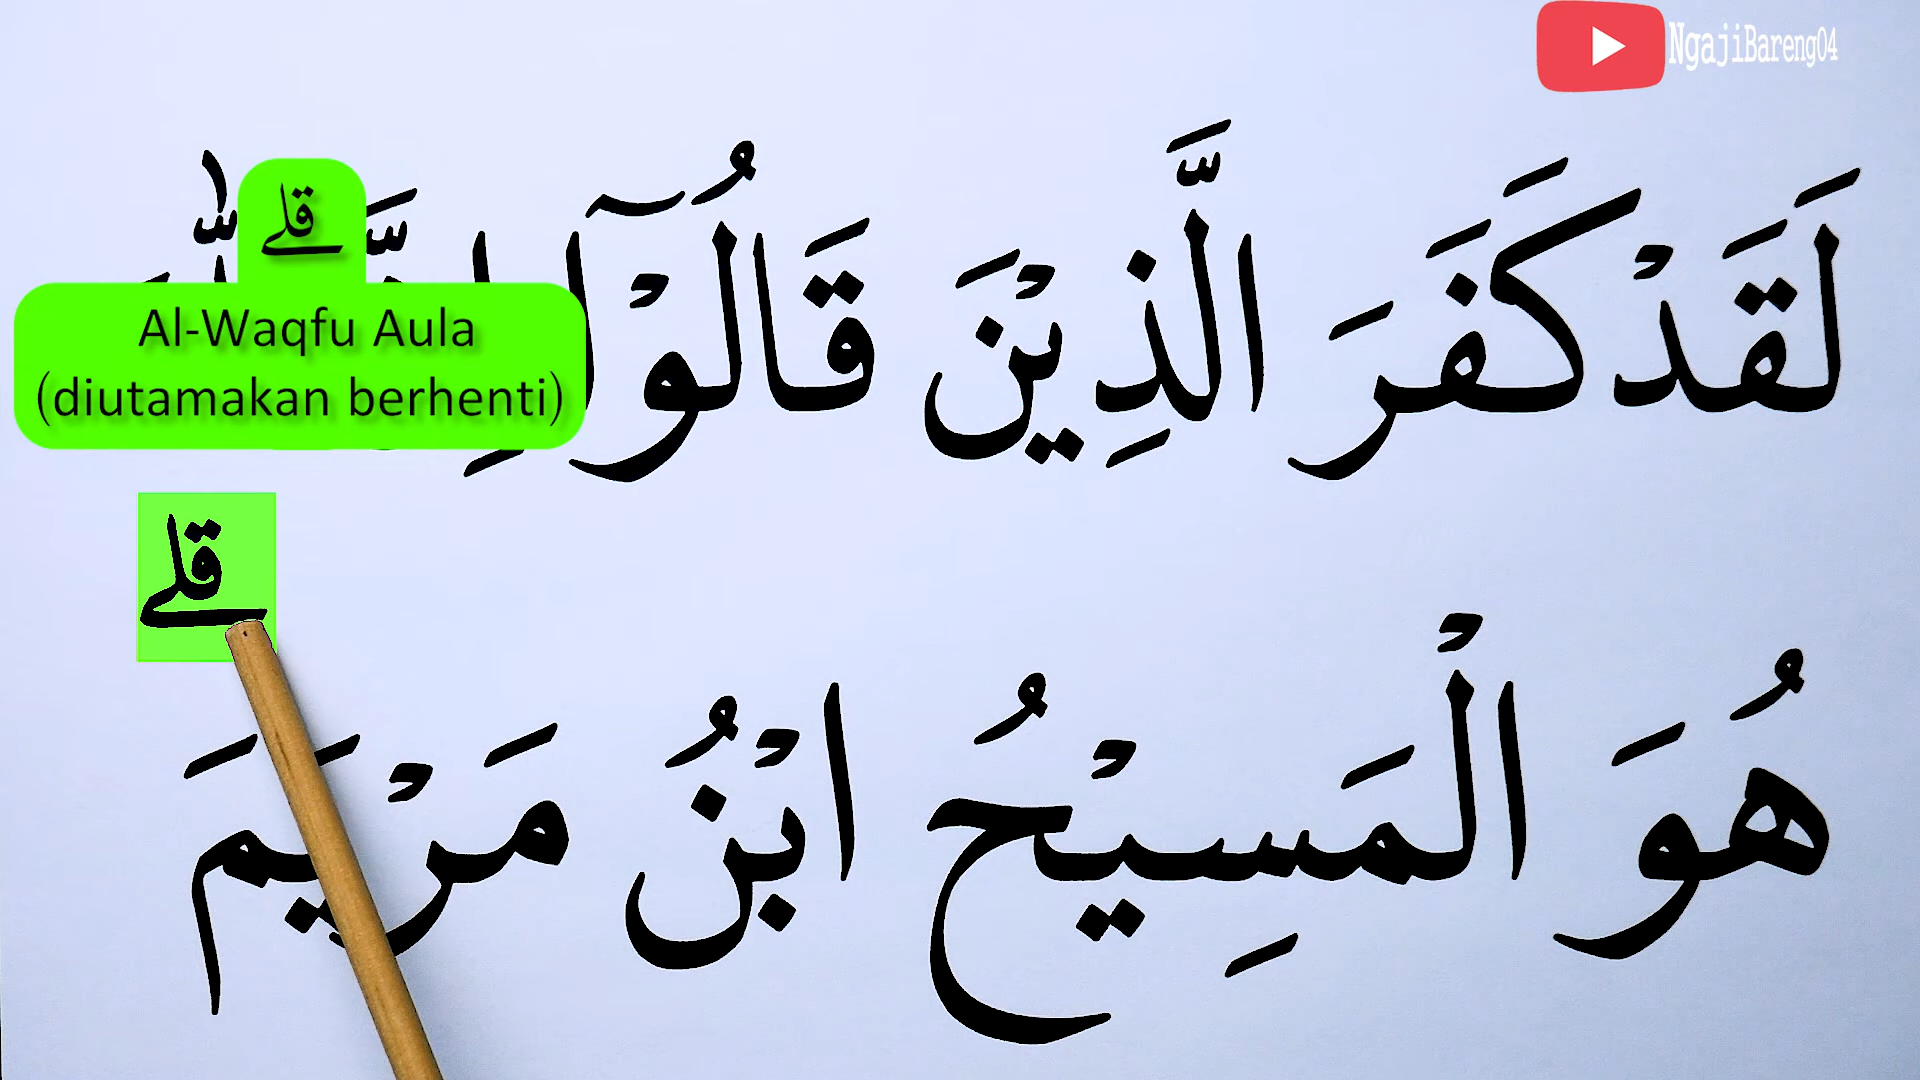 NgajiBareng04
لَقَدْ كَفَرَ الَّذِيْنَ قَالُوْٓا
قلے
Al-Waqfu Aula
(diutamakan berhenti)
قلے
هُوَ الْمَسِيْحُ ابْنُ مَرْيَمَ